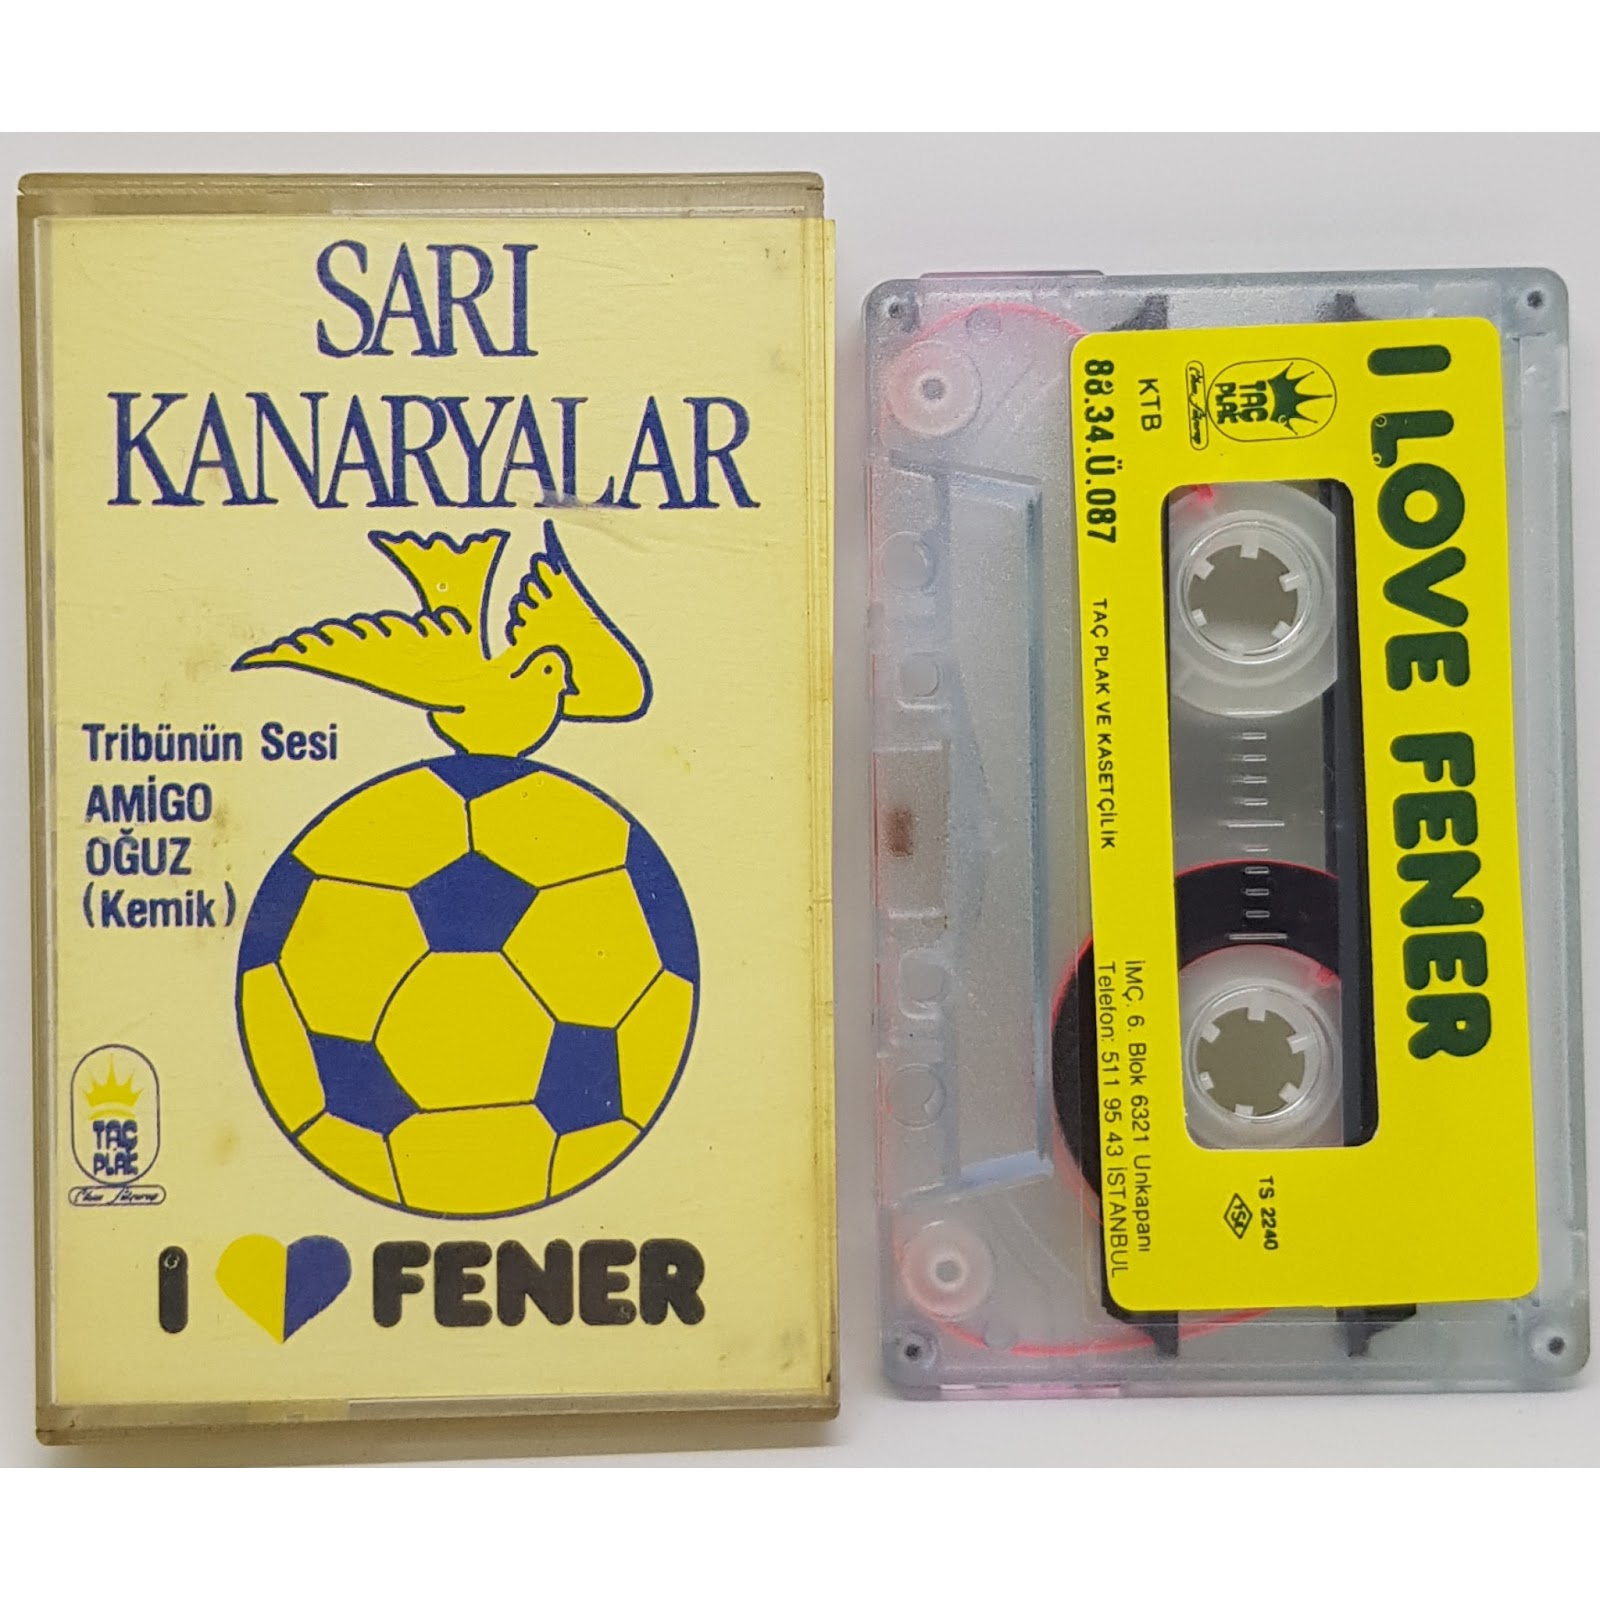 SARI
KANARYALAR
Tribünün Sesi
AMİGO
OĞUZ
(Kemik)
TAÇ
PLAK
I FENER
I LOVE FENER
TAÇ
PLAK
KTB
88.34.Ü.087
TAÇ PLAK VE KASETÇİLİK
İMÇ. 6. Blok 6321 Unkapanı
Telefon: 511 95 43 İSTANBUL
TS 2240
TSE